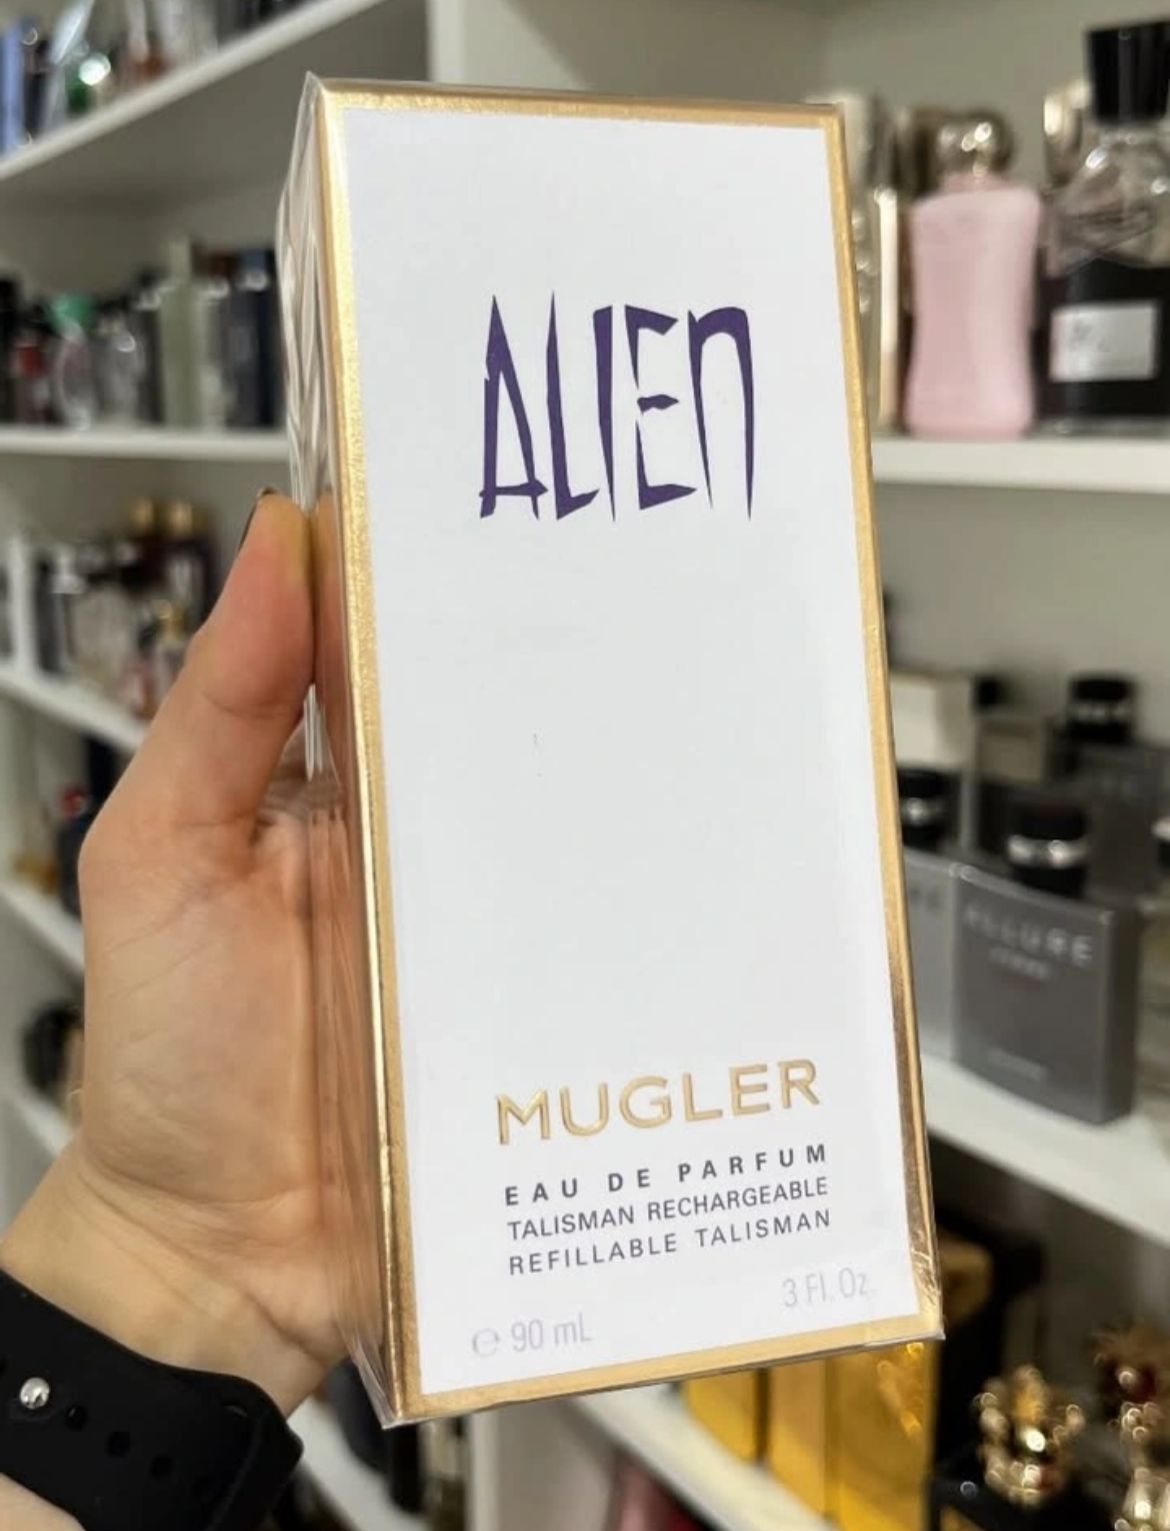 ALIEN
MUGLER
EAU DE PARFUM
TALISMAN RECHARGEABLE
REFILLABLE TALISMAN
℮ 90 mL
3 Fl. Oz.
ALLURE